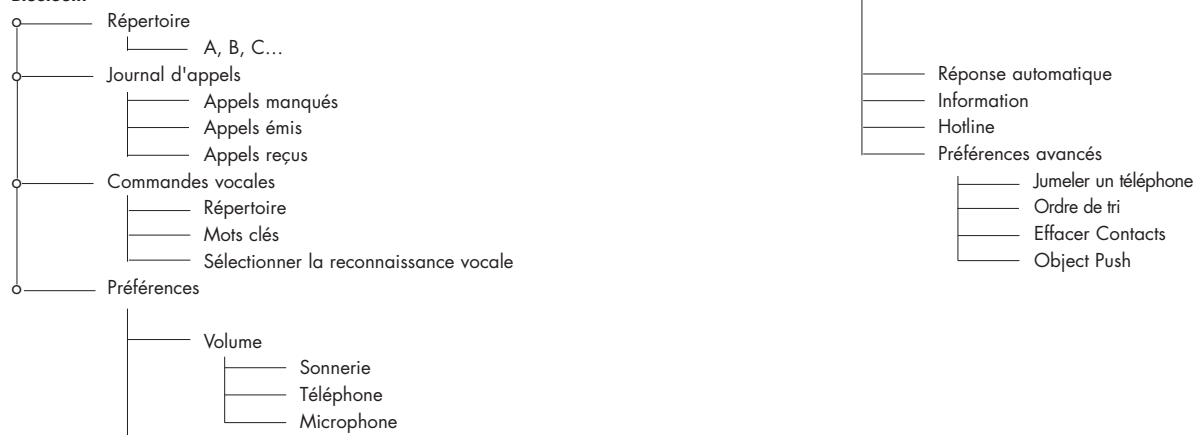 Répertoire
A, B, C…
Journal d'appels
Appels manqués
Appels émis
Appels reçus
Commandes vocales
Répertoire
Mots clés
Sélectionner la reconnaissance vocale
Préférences
Volume
Sonnerie
Téléphone
Microphone
Réponse automatique
Information
Hotline
Préférences avancés
Jumeler un téléphone
Ordre de tri
Effacer Contacts
Object Push